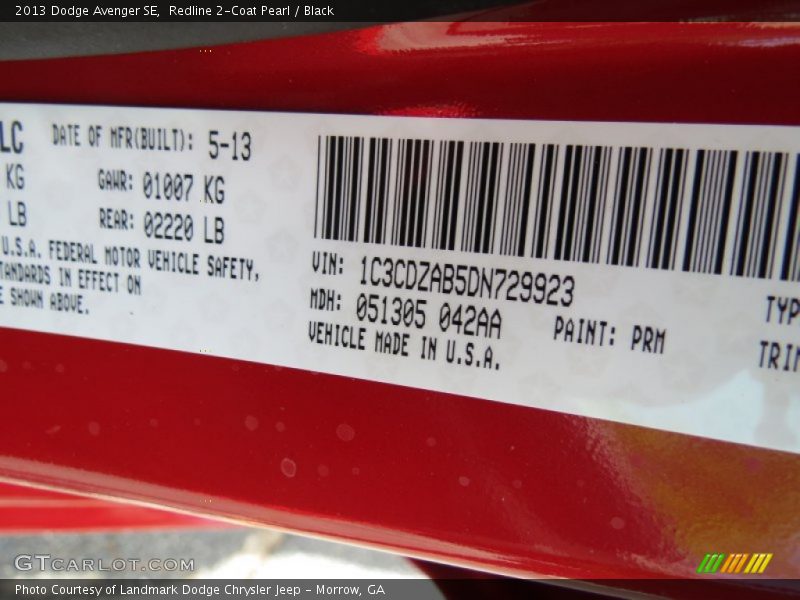 2013 Dodge Avenger SE,  Redline 2-Coat Pearl / Black
LC DATE OF MFR(BUILT): 5-13
KG GAWR: 01007 KG
LB REAR: 02220 LB
U.S.A. FEDERAL MOTOR VEHICLE SAFETY,
TANDARDS IN EFFECT ON
E SHOWN ABOVE.
VIN: 1C3CDZAB5DN729923
MDH: 051305 042AA PAINT: PRM TYP
VEHICLE MADE IN U.S.A. TRIM
GTCARLOT.COM
Photo Courtesy of Landmark Dodge Chrysler Jeep - Morrow, GA